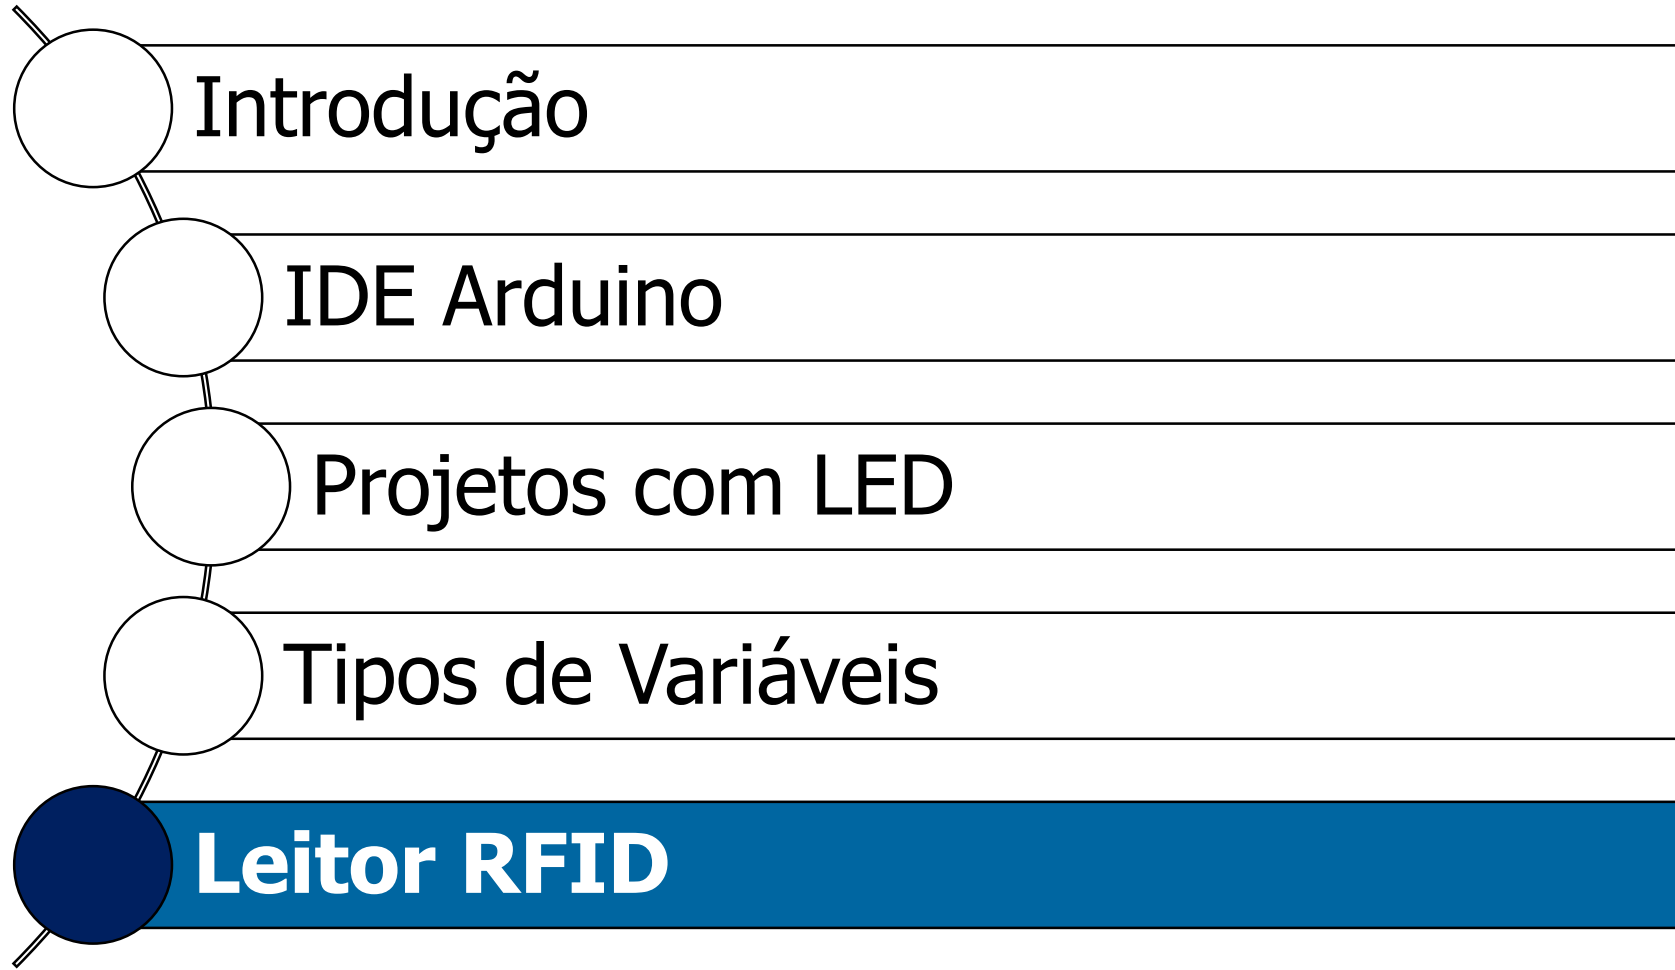 Introdução
IDE Arduino
Projetos com LED
Tipos de Variáveis
Leitor RFID